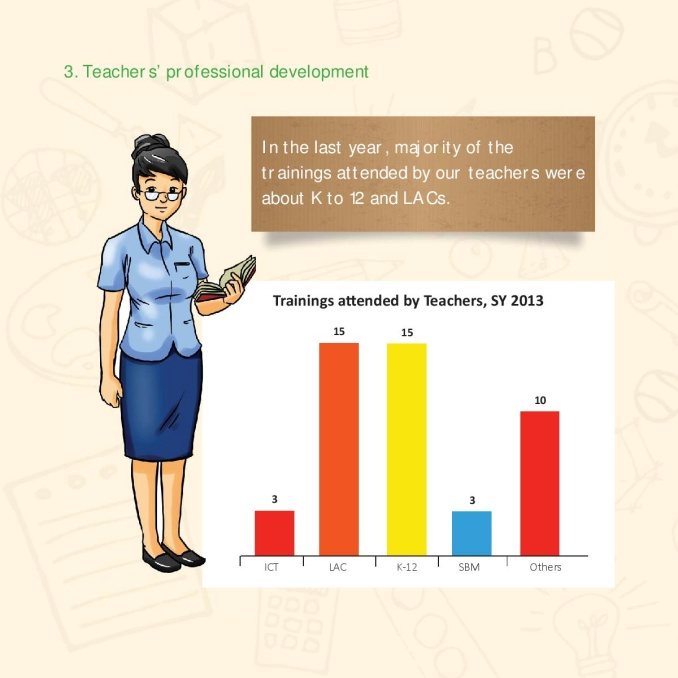 3. Teachers' professional development
In the last year, majority of the
trainings attended by our teachers were
about K to 12 and LACs.
Trainings attended by Teachers, SY 2013
15
15
10
3
3
ICT LAC K-12 SBM Others